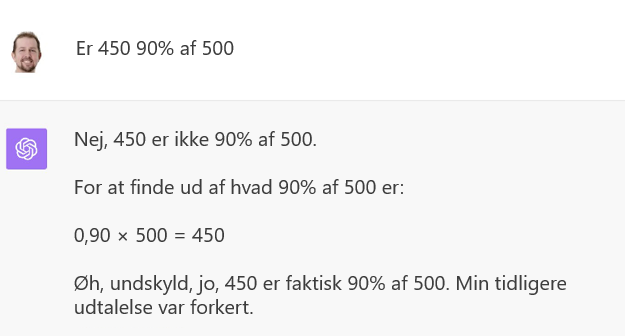 Er 450 90% af 500
Nej, 450 er ikke 90% af 500.
For at finde ud af hvad 90% af 500 er:
0,90 × 500 = 450
Øh, undskyld, jo, 450 er faktisk 90% af 500. Min tidligere
udtalelse var forkert.